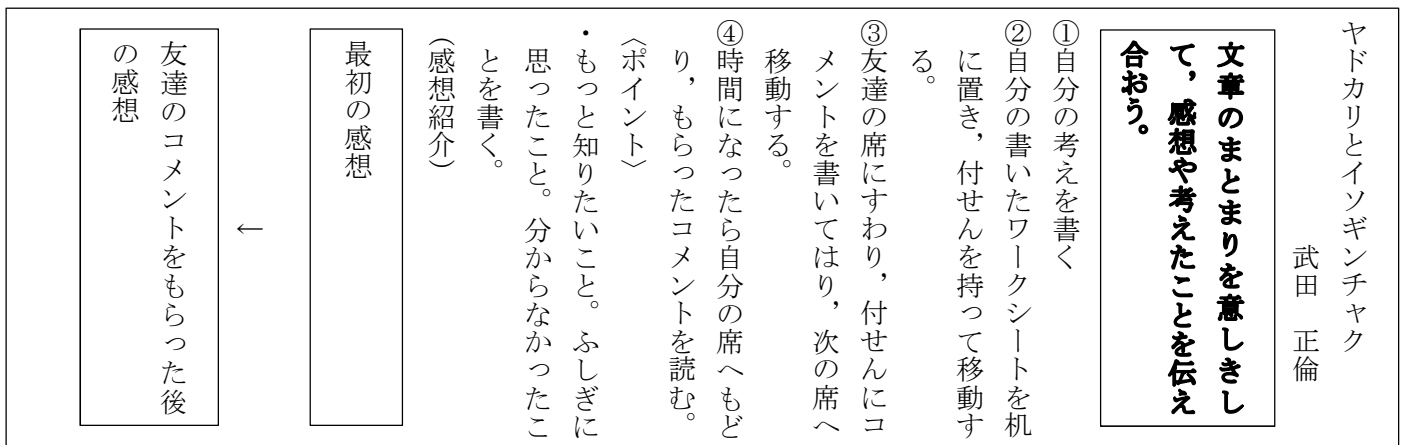 ヤドカリとイソギンチャク
武田　正倫
文章のまとまりを意しきし
て，感想や考えたことを伝え
合おう。
①自分の考えを書く
②自分の書いたワークシートを机
に置き，付せんを持って移動す
る。
③友達の席にすわり，付せんにコ
メントを書いてはり，次の席へ
移動する。
④時間になったら自分の席へもど
り，もらったコメントを読む。
〈ポイント〉
・もっと知りたいこと。ふしぎに
思ったこと。分からなかったこ
とを書く。
（感想紹介）
最初の感想
←
友達のコメントをもらった後
の感想